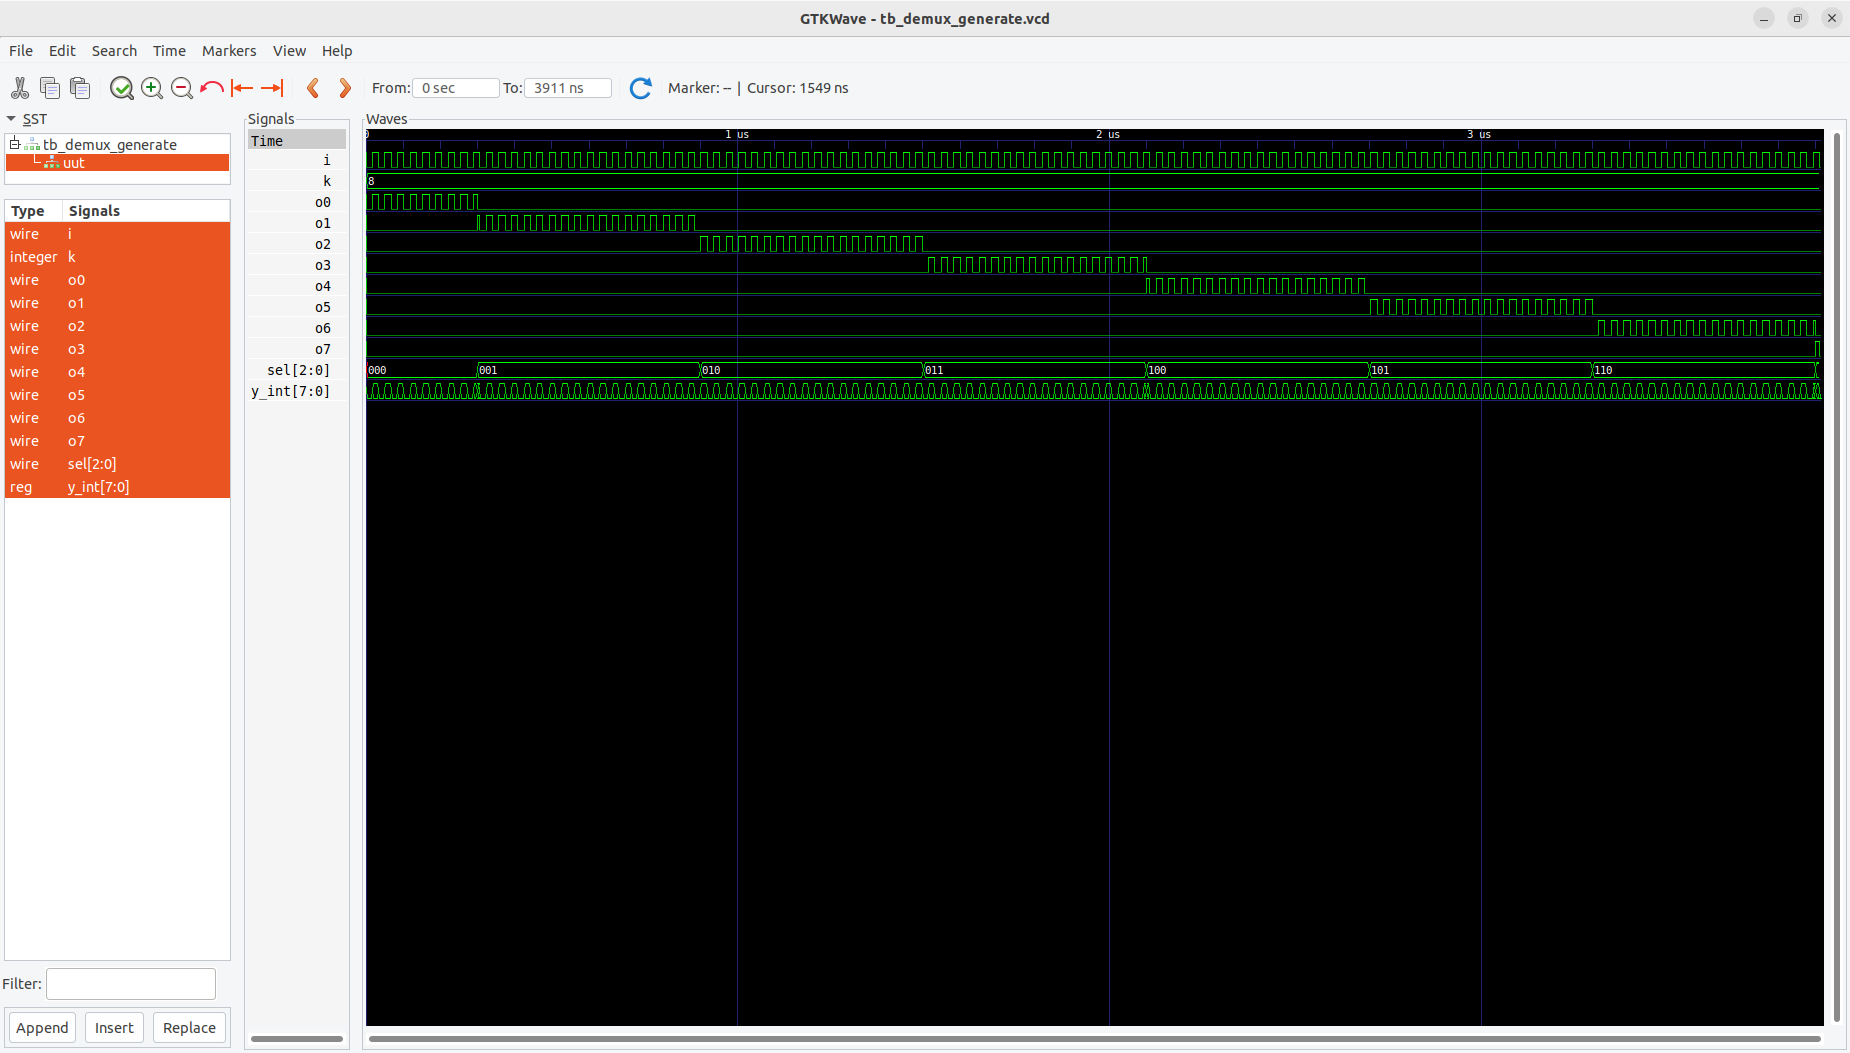 GTKWave - tb_demux_generate.vcd
File Edit Search Time Markers View Help
From: 0 sec To: 3911 ns Marker: -- | Cursor: 1549 ns
SST
tb_demux_generate
uut
Type Signals
wire i
integer k
wire o0
wire o1
wire o2
wire o3
wire o4
wire o5
wire o6
wire o7
wire sel[2:0]
reg y_int[7:0]
Filter:
Append Insert Replace
Signals
Time
i
k
o0
o1
o2
o3
o4
o5
o6
o7
sel[2:0]
y_int[7:0]
Waves
0 1 us 2 us 3 us
8
000 001 010 011 100 101 110